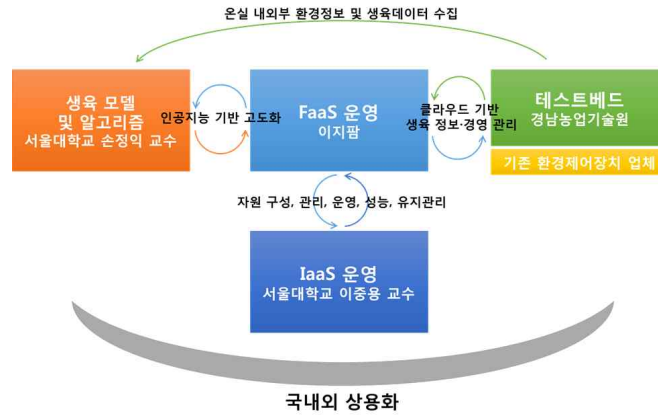 온실 내외부 환경정보 및 생육데이터 수집
생육 모델
및 알고리즘
서울대학교 손정익 교수
인공지능 기반 고도화
FaaS 운영
이지팜
클라우드 기반
생육 정보·경영 관리
테스트베드
경남농업기술원
기존 환경제어장치 업체
자원 구성, 관리, 운영, 성능, 유지관리
IaaS 운영
서울대학교 이중용 교수
국내외 상용화